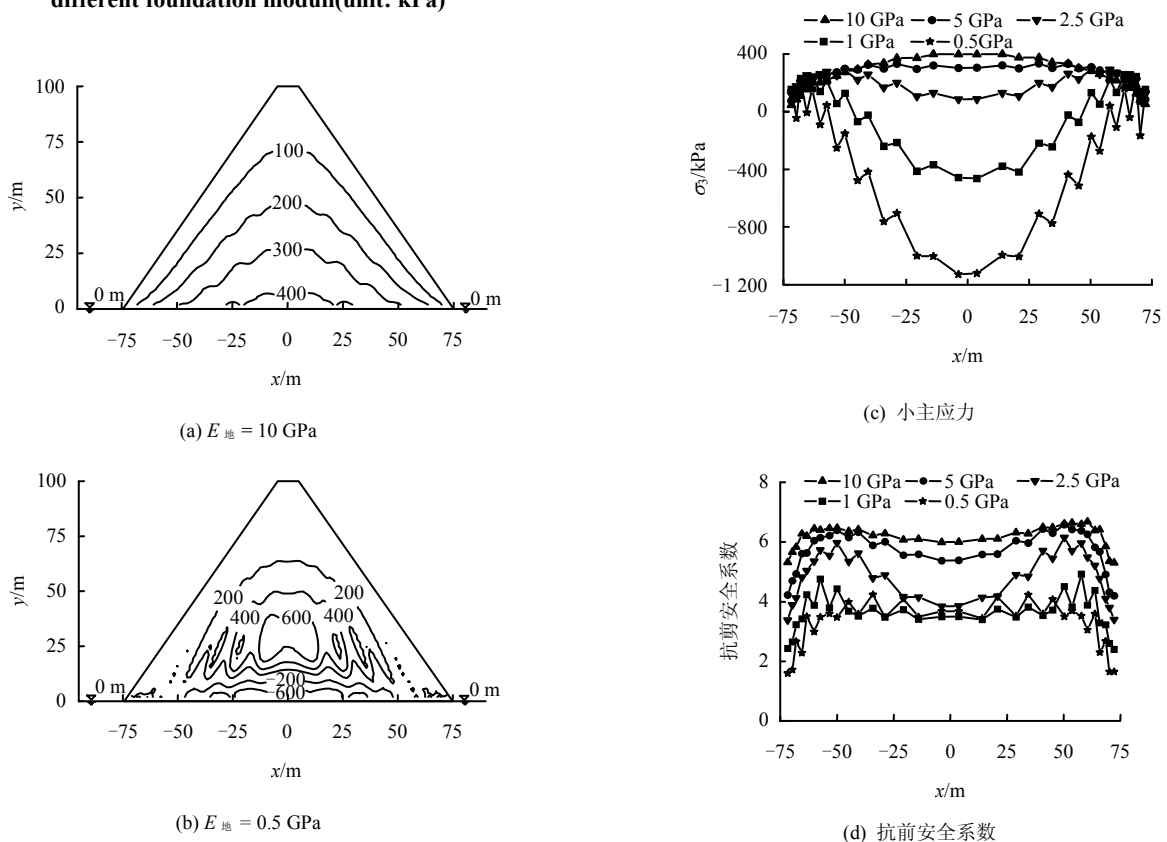 different foundation moduli(unit: kPa)
100
75
50
25
0
y/m
100
200
300
400
0 m
0 m
−75 −50 −25 0 25 50 75
x/m
(a) E 地 = 10 GPa
100
75
50
25
0
y/m
200
200
400
600
400
−200
−600
0 m
0 m
−75 −50 −25 0 25 50 75
x/m
(b) E 地 = 0.5 GPa
10 GPa 5 GPa 2.5 GPa
1 GPa 0.5GPa
400
0
−400
−800
−1 200
σ3/kPa
−75 −50 −25 0 25 50 75
x/m
(c) 小主应力
10 GPa 5 GPa 2.5 GPa
1 GPa 0.5 GPa
8
6
4
2
0
抗剪安全系数
−75 −50 −25 0 25 50 75
x/m
(d) 抗前安全系数